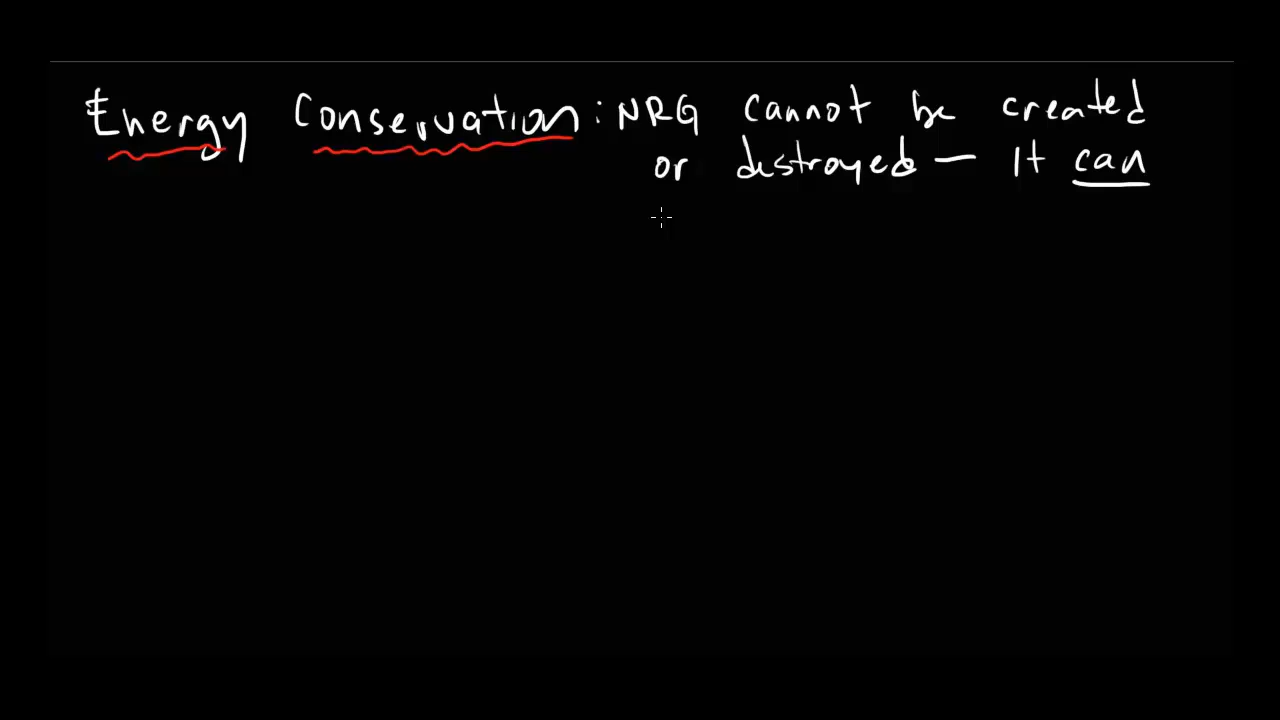 Energy Conservation: NRG cannot be created
or destroyed — it can